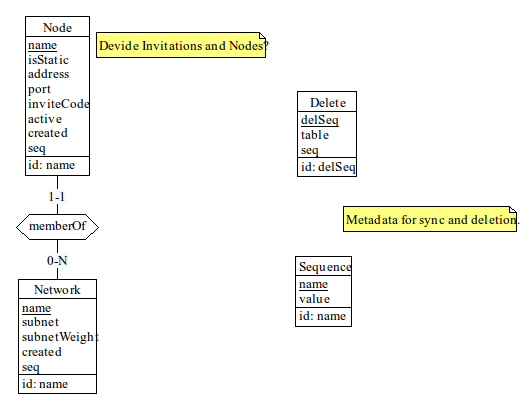 Node
name
isStatic
address
port
inviteCode
active
created
seq
id: name
Devide Invitations and Nodes?
1-1
memberOf
0-N
Network
name
subnet
subnetWeight
created
seq
id: name
Delete
delSeq
table
seq
id: delSeq
Metadata for sync and deletion.
Sequence
name
value
id: name